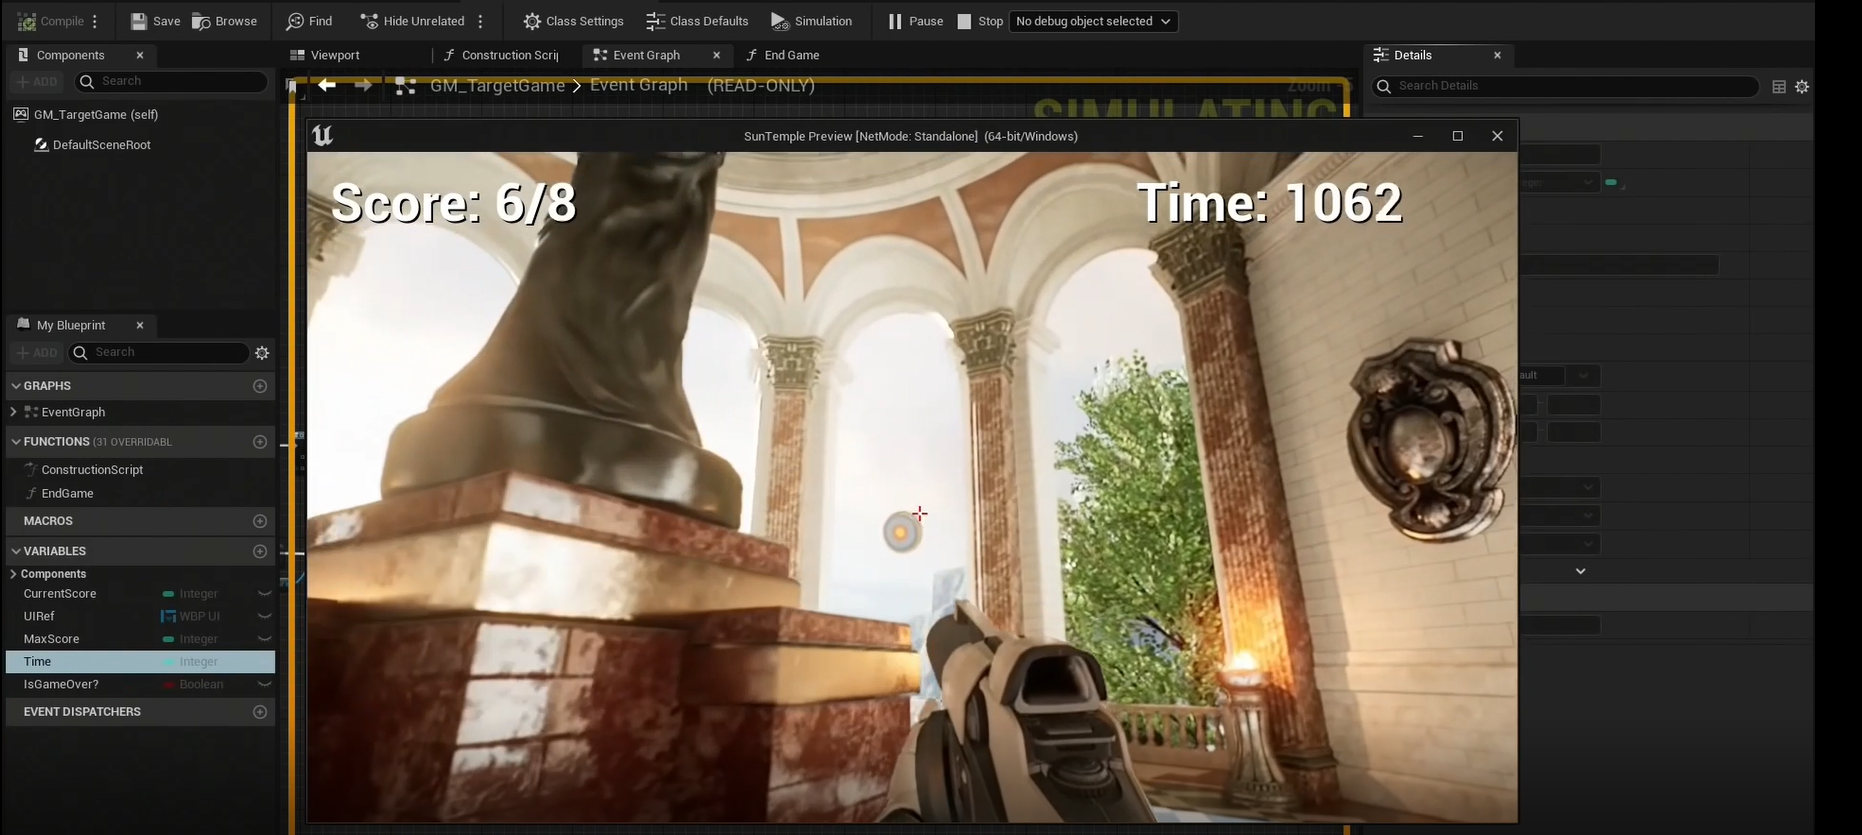 Compile Save Browse Find Hide Unrelated Class Settings Class Defaults Simulation Pause Stop No debug object selected
Components Viewport Construction Scrip Event Graph End Game Details
ADD Search GM_TargetGame > Event Graph (READ-ONLY) Zoom -5 Search Details
SIMULATING
GM_TargetGame (self)
DefaultSceneRoot
SunTemple Preview [NetMode: Standalone] (64-bit/Windows)
Score: 6/8 Time: 1062
My Blueprint
ADD Search
GRAPHS
EventGraph
FUNCTIONS (31 OVERRIDABL
ConstructionScript
EndGame
MACROS
VARIABLES
Components
CurrentScore Integer
UIRef WBP UI
MaxScore Integer
Time Integer
IsGameOver? Boolean
EVENT DISPATCHERS
ault